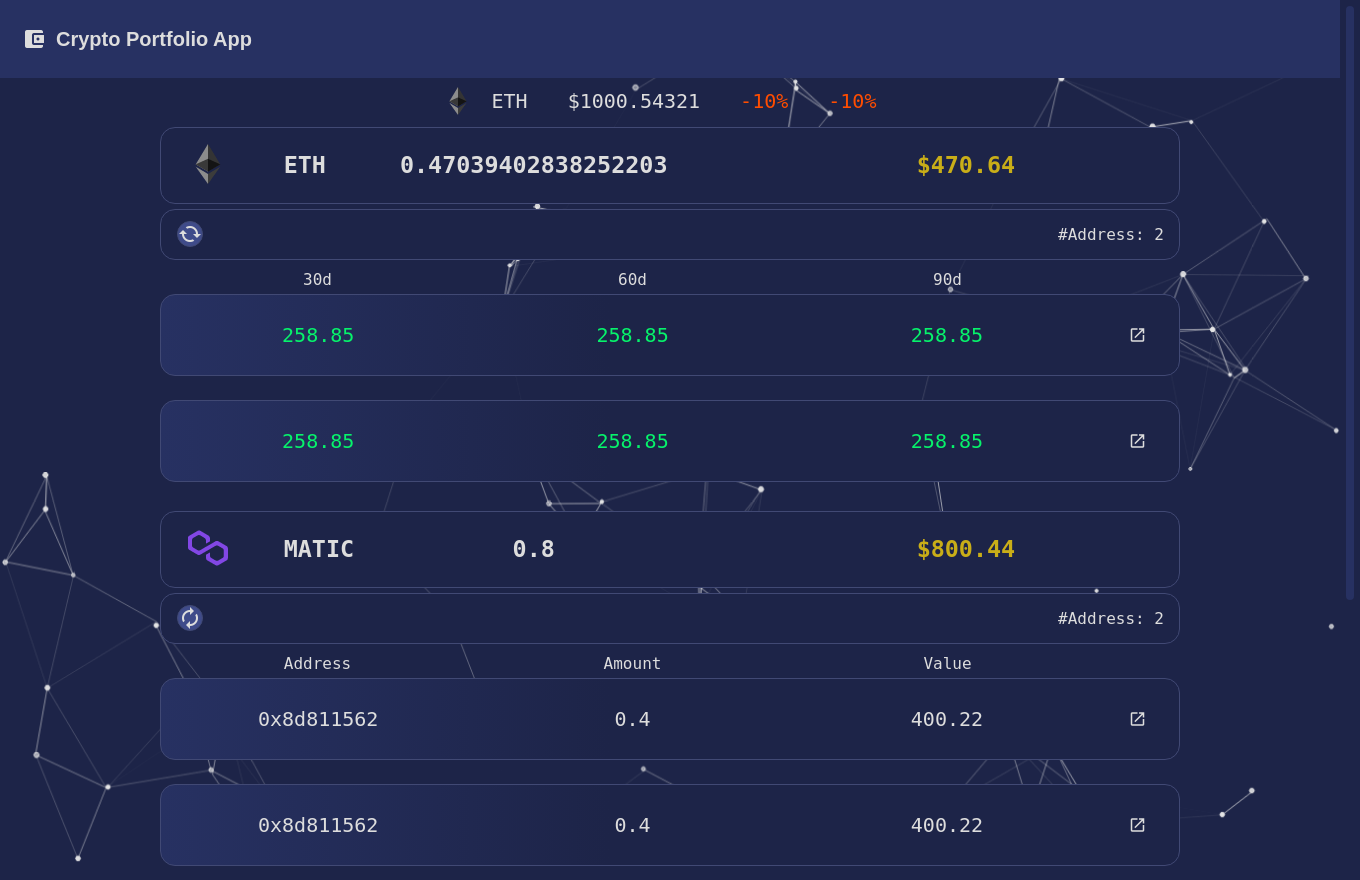 Crypto Portfolio App
ETH $1000.54321 -10% -10%
ETH 0.47039402838252203 $470.64
#Address: 2
30d 60d 90d
258.85 258.85 258.85
258.85 258.85 258.85
MATIC 0.8 $800.44
#Address: 2
Address Amount Value
0x8d811562 0.4 400.22
0x8d811562 0.4 400.22